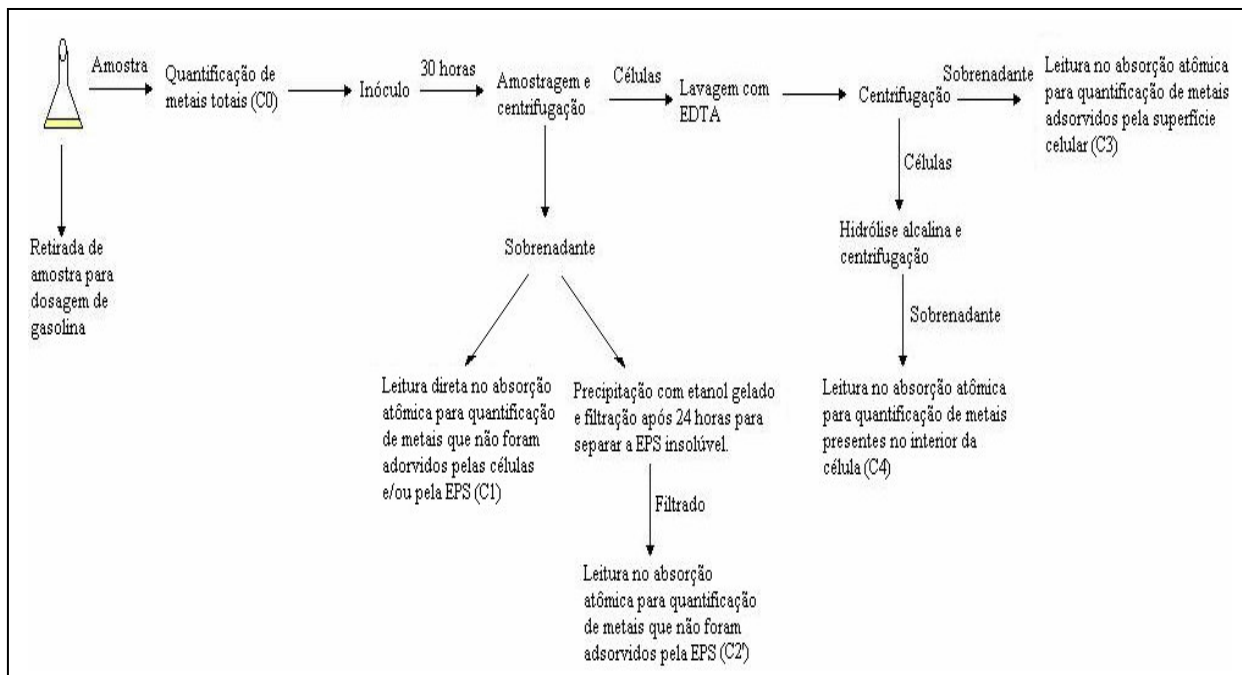 Amostra
Quantificação de
metais totais (C0)
Inóculo
30 horas
Amostragem e
centrifugação
Células
Lavagem com
EDTA
Centrifugação
Sobrenadante
Leitura no absorção atômica
para quantificação de metais
adsorvidos pela superfície
celular (C3)
Retirada de
amostra para
dosagem de
gasolina
Sobrenadante
Leitura direta no absorção
atômica para quantificação
de metais que não foram
adorvidos pelas células
e/ou pela EPS (C1)
Precipitação com etanol gelado
e filtração após 24 horas para
separar a EPS insolúvel.
Filtrado
Leitura no absorção
atômica para quantificação
de metais que não foram
adsorvidos pela EPS (C2')
Células
Hidrólise alcalina e
centrifugação
Sobrenadante
Leitura no absorção atômica
para quantificação de metais
presentes no interior da
célula (C4)